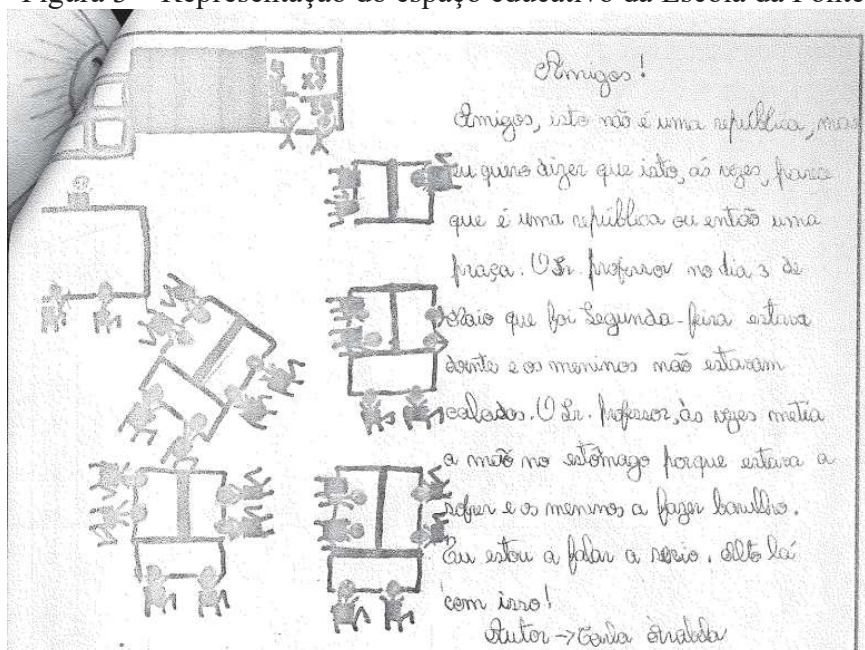 Figura 3 – Representação do espaço educativo da Escola da Ponte
Amigos!
Amigos, isto não é uma república, mas
eu quero dizer que isto, ás vezes, parece
que é uma república ou então uma
praça. O Sr. professor no dia 3 de
Maio que foi Segunda-feira estava
doente e os meninos não estavam
calados. O Sr. professor, às vezes metia
a mão no estômago porque estava a
sofrer e os meninos a fazer barulho.
Eu estou a falar a sério. Alto lá
com isso!
Autor →